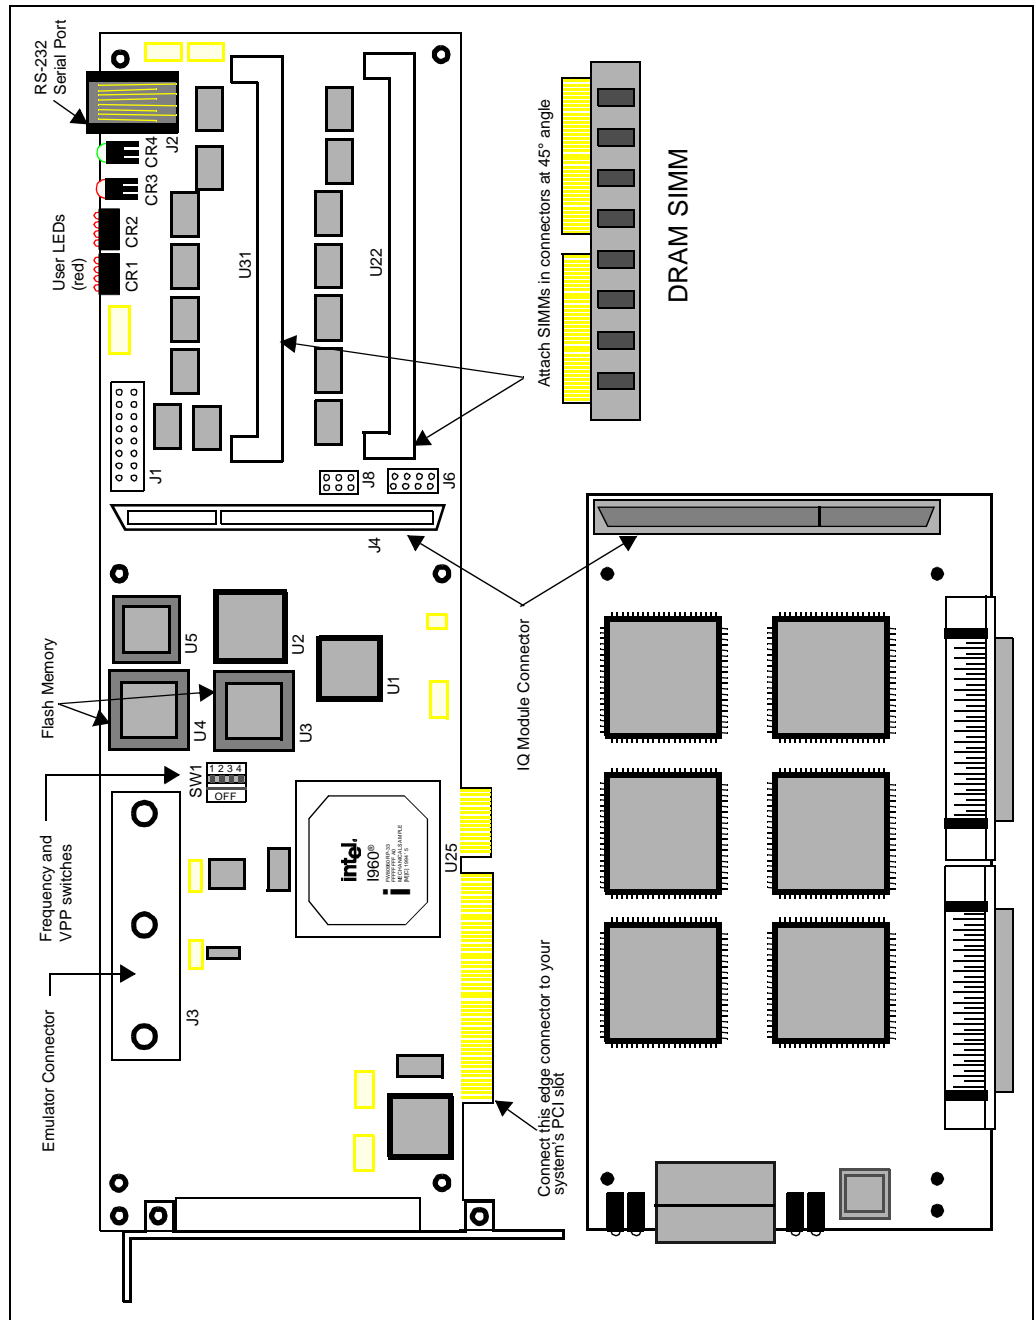 RS-232
Serial Port
J2
CR4
CR3
CR2
CR1
User LEDs
(red)
U31
U22
J1
J8
J6
J4
Attach SIMMs in connectors at 45° angle
DRAM SIMM
Flash Memory
U5
U2
U4
U3
U1
IQ Module Connector
Frequency and
VPP switches
SW1
1 2 3 4
OFF
intel
I960®
MECHANICAL SAMPLE
i
U25
Emulator Connector
J3
Connect this edge connector to your
system's PCI slot